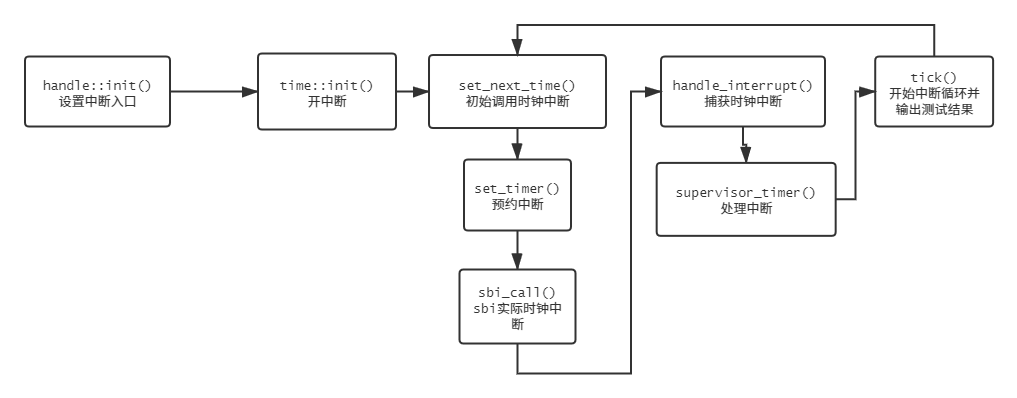 handle::init()
设置中断入口
time::init()
开中断
set_next_time()
初始调用时钟中断
set_timer()
预约中断
sbi_call()
sbi实际时钟中
断
handle_interrupt()
捕获时钟中断
supervisor_timer()
处理中断
tick()
开始中断循环并
输出测试结果